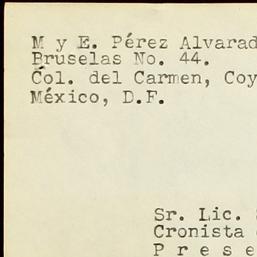 M y E. Pérez Alvarad
Bruselas No. 44.
Col. del Carmen, Coy
México, D.F.
Sr. Lic.
Cronista
P r e s e